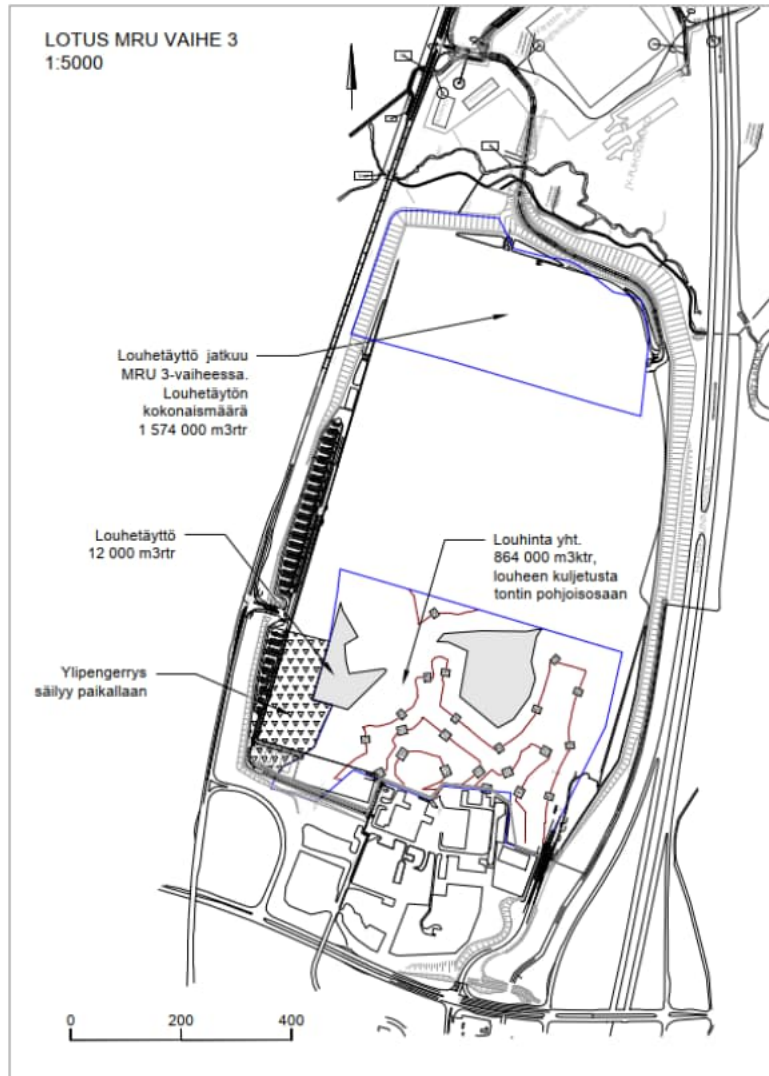 LOTUS MRU VAIHE 3
1:5000
Louhetäyttö jatkuu
MRU 3-vaiheessa.
Louhetäytön
kokonaismäärä
1 574 000 m3rtr
Louhetäyttö
12 000 m3rtr
Louhinta yht.
864 000 m3ktr,
louheen kuljetusta
tontin pohjoisosaan
Ylipengerrys
säilyy paikallaan
0 200 400